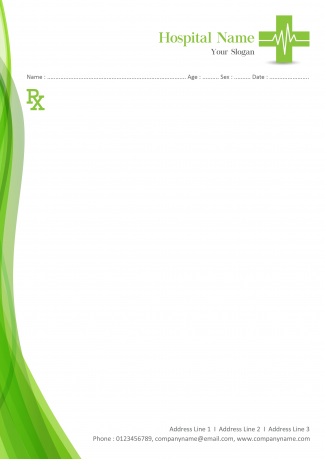 Hospital Name
Your Slogan
Name : ........................................................................ Age : ......... Sex : ......... Date : .....................
Rx
Address Line 1 I Address Line 2 I Address Line 3
Phone : 0123456789, companyname@email.com, www.companyname.com